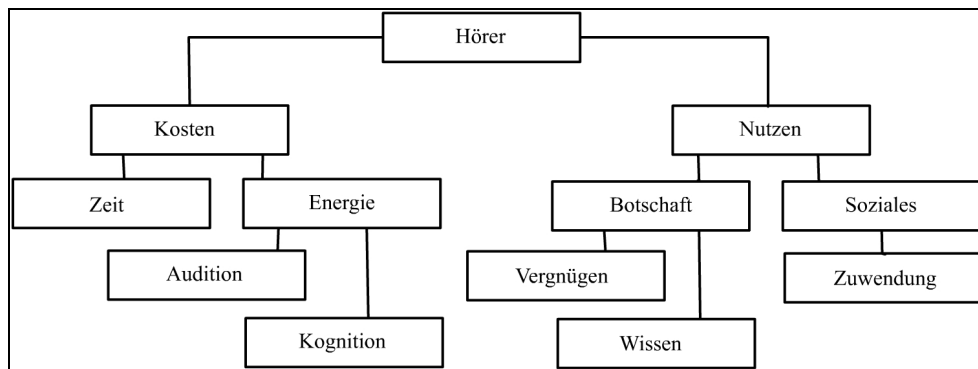 Hörer
Kosten
Nutzen
Zeit
Energie
Botschaft
Soziales
Audition
Vergnügen
Zuwendung
Kognition
Wissen